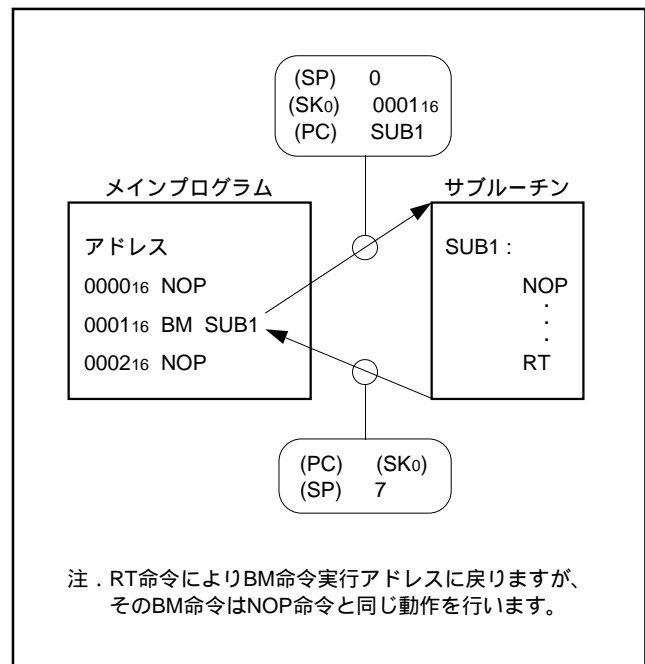 (SP) 0
(SK0) 000116
(PC) SUB1
メインプログラム
サブルーチン
アドレス
000016 NOP
000116 BM SUB1
000216 NOP
SUB1 :
NOP
・
・
・
RT
(PC) (SK0)
(SP) 7
注．RT命令によりBM命令実行アドレスに戻りますが、
そのBM命令はNOP命令と同じ動作を行います。